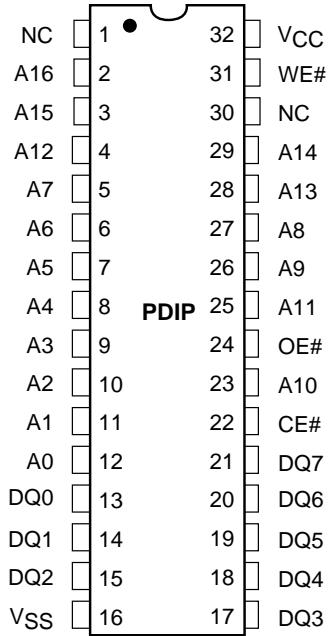 NC 1 32 VCC
A16 2 31 WE#
A15 3 30 NC
A12 4 29 A14
A7 5 28 A13
A6 6 27 A8
A5 7 26 A9
A4 8 PDIP 25 A11
A3 9 24 OE#
A2 10 23 A10
A1 11 22 CE#
A0 12 21 DQ7
DQ0 13 20 DQ6
DQ1 14 19 DQ5
DQ2 15 18 DQ4
VSS 16 17 DQ3